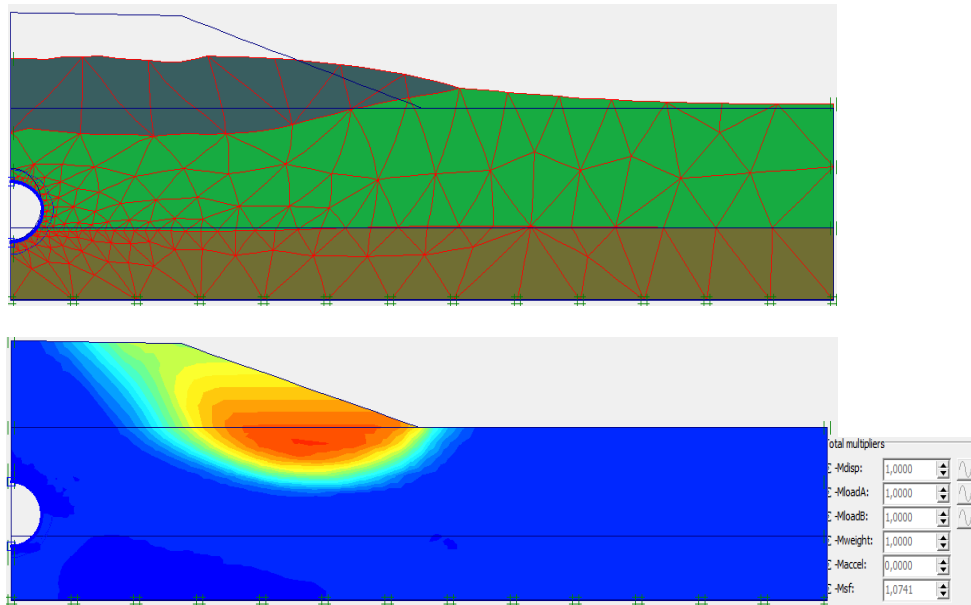 Total multipliers
Σ -Mdisp: 1,0000
Σ -MloadA: 1,0000
Σ -MloadB: 1,0000
Σ -Mweight: 1,0000
Σ -Maccel: 0,0000
Σ -Msf: 1,0741